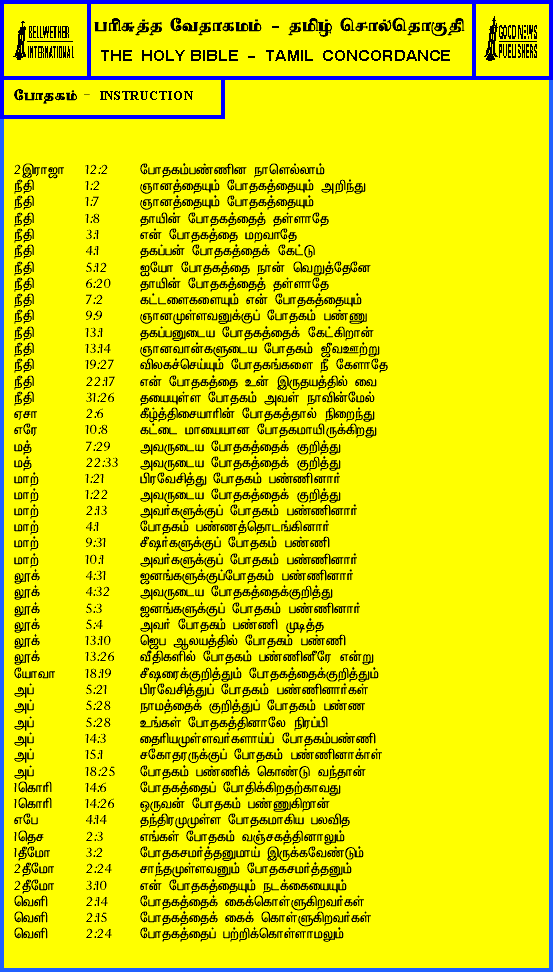 BELLWETHER
INTERNATIONAL
பரிசுத்த வேதாகமம் - தமிழ் சொல்தொகுதி
THE HOLY BIBLE - TAMIL CONCORDANCE
GOOD NEWS
PUBLISHERS
போதகம் - INSTRUCTION
2இராஜா 12:2 போதகம்பண்ணின நாளெல்லாம்
நீதி 1:2 ஞானத்தையும் போதகத்தையும் அறிந்து
நீதி 1:7 ஞானத்தையும் போதகத்தையும்
நீதி 1:8 தாயின் போதகத்தைத் தள்ளாதே
நீதி 3:1 என் போதகத்தை மறவாதே
நீதி 4:1 தகப்பன் போதகத்தைக் கேட்டு
நீதி 5:12 ஐயோ போதகத்தை நான் வெறுத்தேனே
நீதி 6:20 தாயின் போதகத்தைத் தள்ளாதே
நீதி 7:2 கட்டளைகளையும் என் போதகத்தையும்
நீதி 9:9 ஞானமுள்ளவனுக்குப் போதகம் பண்ணு
நீதி 13:1 தகப்பனுடைய போதகத்தைக் கேட்கிறான்
நீதி 13:14 ஞானவான்களுடைய போதகம் ஜீவஊற்று
நீதி 19:27 விலகச்செய்யும் போதகங்களை நீ கேளாதே
நீதி 22:17 என் போதகத்தை உன் இருதயத்தில் வை
நீதி 31:26 தயையுள்ள போதகம் அவள் நாவின்மேல்
ஏசா 2:6 கீழ்த்திசையாரின் போதகத்தால் நிறைந்து
எரே 10:8 கட்டை மாயையான போதகமாயிருக்கிறது
மத் 7:29 அவருடைய போதகத்தைக் குறித்து
மத் 22:33 அவருடைய போதகத்தைக் குறித்து
மாற் 1:21 பிரவேசித்து போதகம் பண்ணினார்
மாற் 1:22 அவருடைய போதகத்தைக் குறித்து
மாற் 2:13 அவர்களுக்குப் போதகம் பண்ணினார்
மாற் 4:1 போதகம் பண்ணத்தொடங்கினார்
மாற் 9:31 சீஷர்களுக்குப் போதகம் பண்ணி
மாற் 10:1 அவர்களுக்குப் போதகம் பண்ணினார்
லூக் 4:31 ஜனங்களுக்குப்போதகம் பண்ணினார்
லூக் 4:32 அவருடைய போதகத்தைக்குறித்து
லூக் 5:3 ஜனங்களுக்குப் போதகம் பண்ணினார்
லூக் 5:4 அவர் போதகம் பண்ணி முடித்த
லூக் 13:10 ஜெப ஆலயத்தில் போதகம் பண்ணி
லூக் 13:26 வீதிகளில் போதகம் பண்ணினீரே என்று
யோவா 18:19 சீஷரைக்குறித்தும் போதகத்தைக்குறித்தும்
அப் 5:21 பிரவேசித்துப் போதகம் பண்ணினார்கள்
அப் 5:28 நாமத்தைக் குறித்துப் போதகம் பண்ண
அப் 5:28 உங்கள் போதகத்தினாலே நிரப்பி
அப் 14:3 தைரியமுள்ளவர்களாய்ப் போதகம்பண்ணி
அப் 15:1 சகோதரருக்குப் போதகம் பண்ணினாக்ாள்
அப் 18:25 போதகம் பண்ணிக் கொண்டு வந்தான்
1கொரி 14:6 போதகத்தைப் போதிக்கிறதற்காவது
1கொரி 14:26 ஒருவன் போதகம் பண்ணுகிறான்
எபே 4:14 தந்திரமுமுள்ள போதகமாகிய பலவித
1தெச 2:3 எங்கள் போதகம் வஞ்சகத்தினாலும்
1தீமோ 3:2 போதகசமர்த்தனுமாய் இருக்கவேண்டும்
2தீமோ 2:24 சாந்தமுள்ளவனும் போதகசமர்த்தனும்
2தீமோ 3:10 என் போதகத்தையும் நடக்கையையும்
வெளி 2:14 போதகத்தைக் கைக்கொள்ளுகிறவர்கள்
வெளி 2:15 போதகத்தைக் கைக் கொள்ளுகிறவர்கள்
வெளி 2:24 போதகத்தைப் பற்றிக்கொள்ளாமலும்